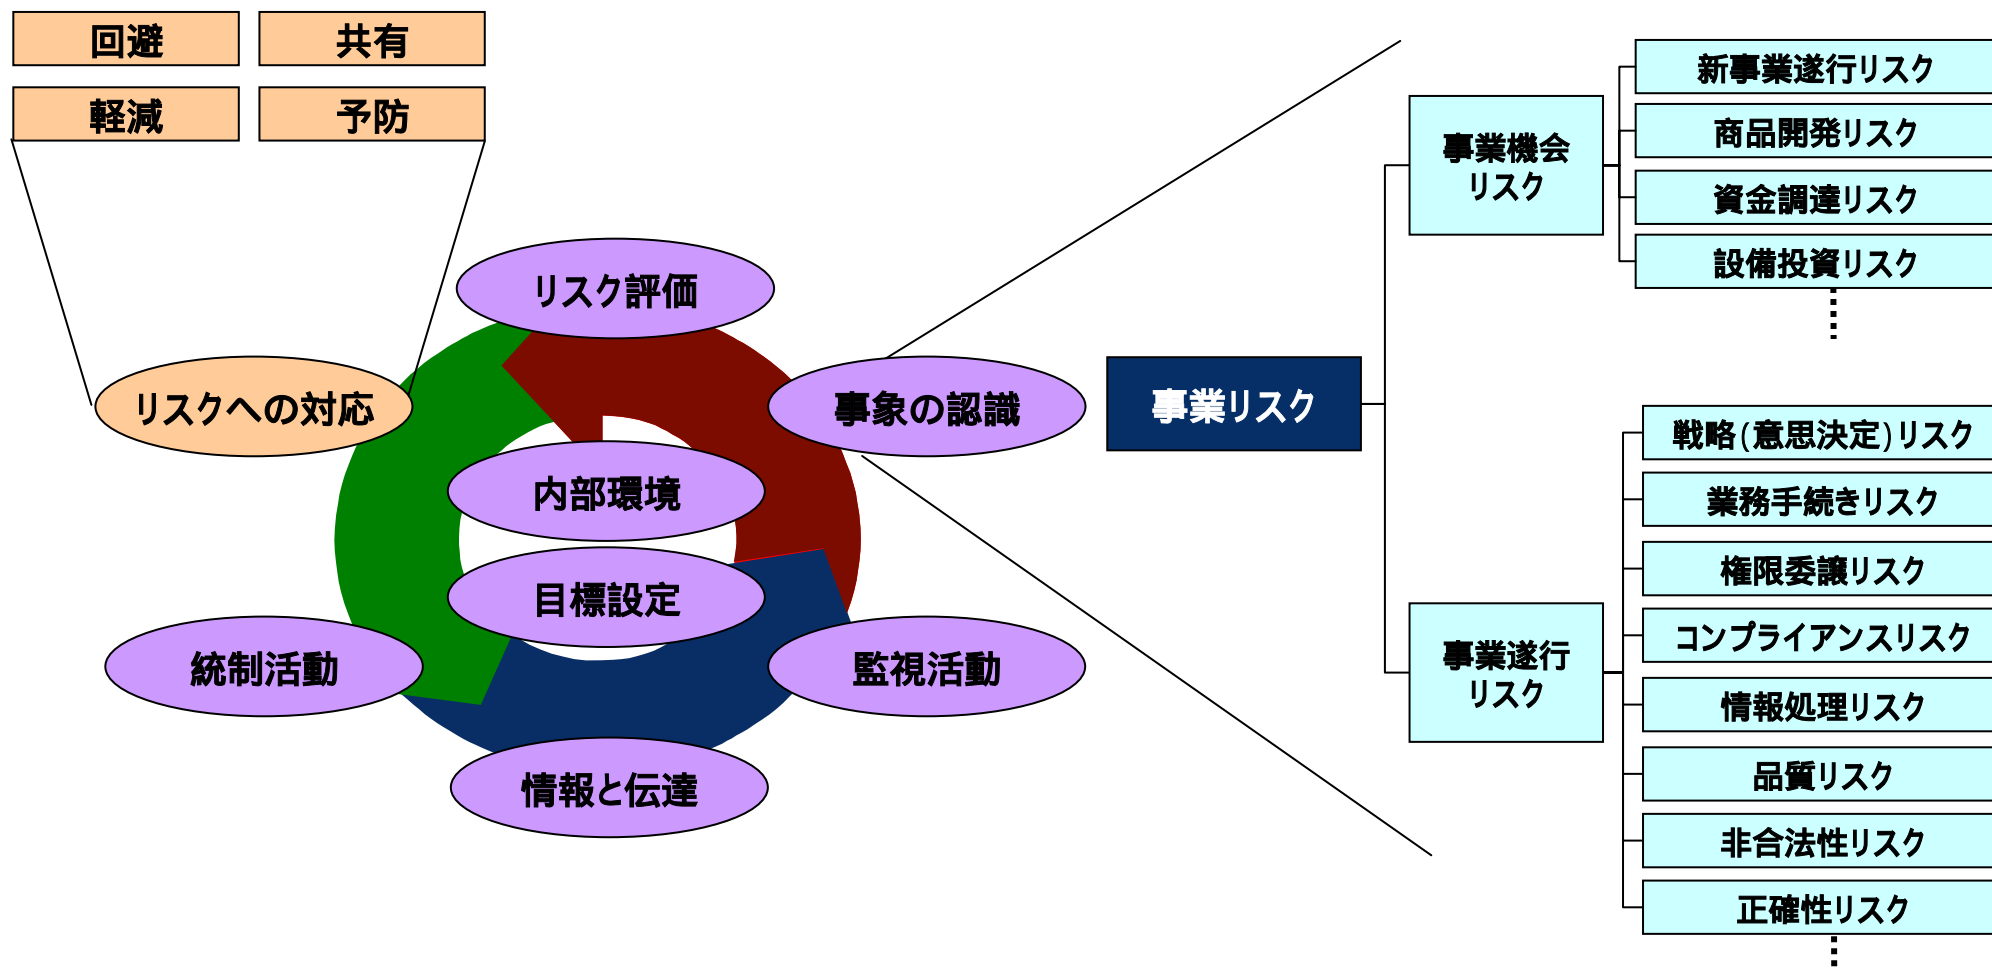 回避
共有
軽減
予防
リスク評価
リスクへの対応
事象の認識
内部環境
目標設定
統制活動
監視活動
情報と伝達
事業リスク
事業機会
リスク
新事業遂行リスク
商品開発リスク
資金調達リスク
設備投資リスク
事業遂行
リスク
戦略(意思決定)リスク
業務手続きリスク
権限委譲リスク
コンプライアンスリスク
情報処理リスク
品質リスク
非合法性リスク
正確性リスク